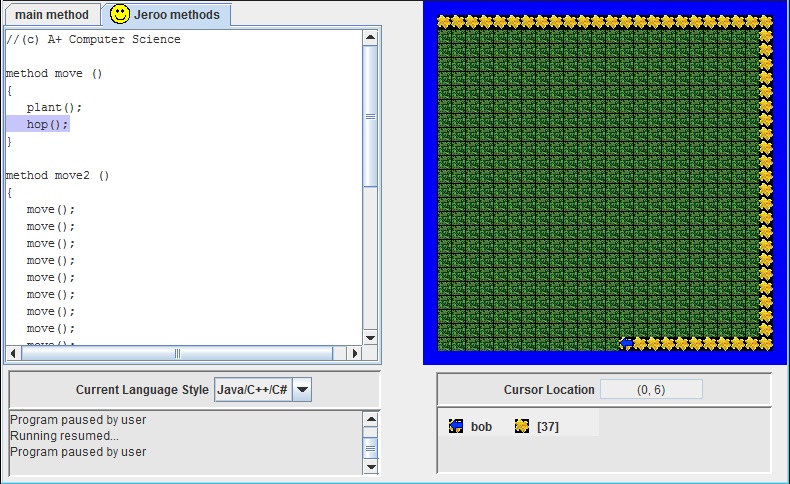 main method
Jeroo methods
//(c) A+ Computer Science
method move ()
{
plant();
hop();
}
method move2 ()
{
move();
move();
move();
move();
move();
move();
move();
move();
move();
Current Language Style
Java/C++/C#
Program paused by user
Running resumed...
Program paused by user
Cursor Location
(0, 6)
bob
[37]